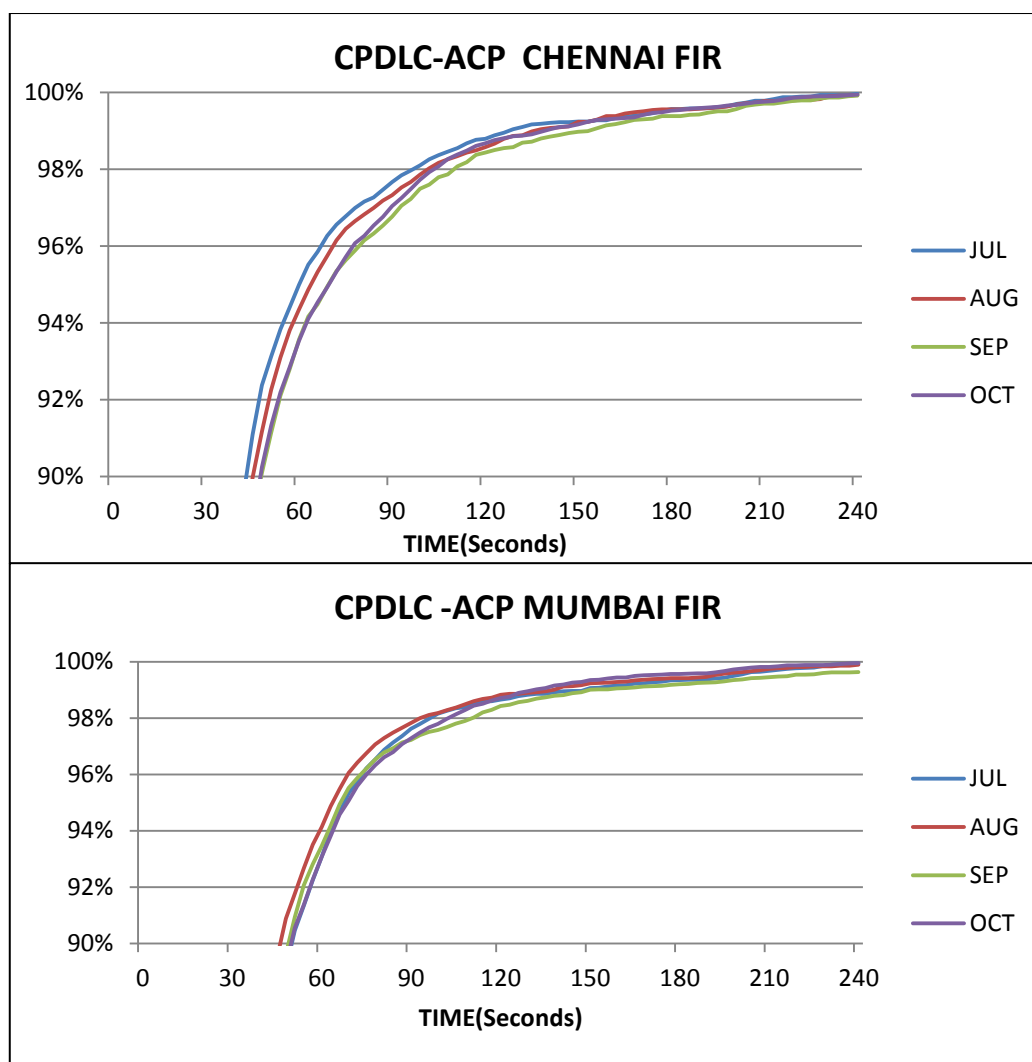 CPDLC-ACP CHENNAI FIR
100%
98%
96%
94%
92%
90%
0 30 60 90 120 150 180 210 240
TIME(Seconds)
JUL
AUG
SEP
OCT
CPDLC -ACP MUMBAI FIR
100%
98%
96%
94%
92%
90%
0 30 60 90 120 150 180 210 240
TIME(Seconds)
JUL
AUG
SEP
OCT